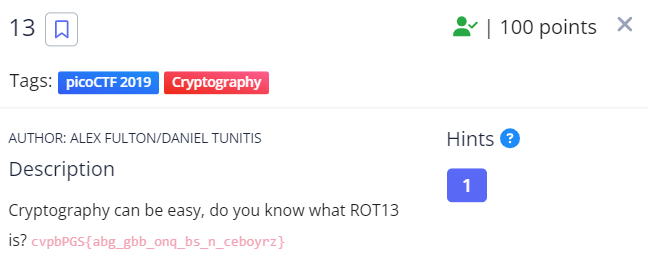 13 | 100 points ×
Tags: picoCTF 2019 Cryptography
AUTHOR: ALEX FULTON/DANIEL TUNITIS
Hints ?
Description
1
Cryptography can be easy, do you know what ROT13
is? cvpbPGS{abg_gbb_onq_bs_n_ceboyrz}